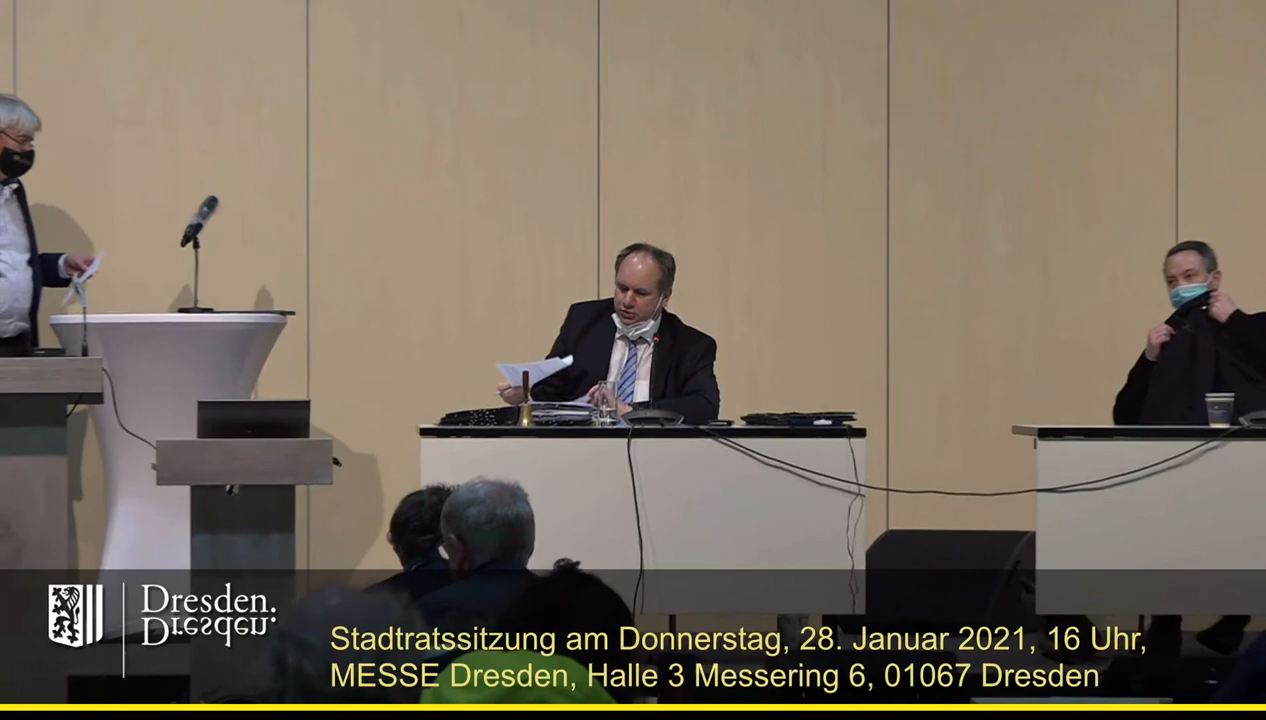 Dresden.
Dresden.
Stadtratssitzung am Donnerstag, 28. Januar 2021, 16 Uhr,
MESSE Dresden, Halle 3 Messering 6, 01067 Dresden